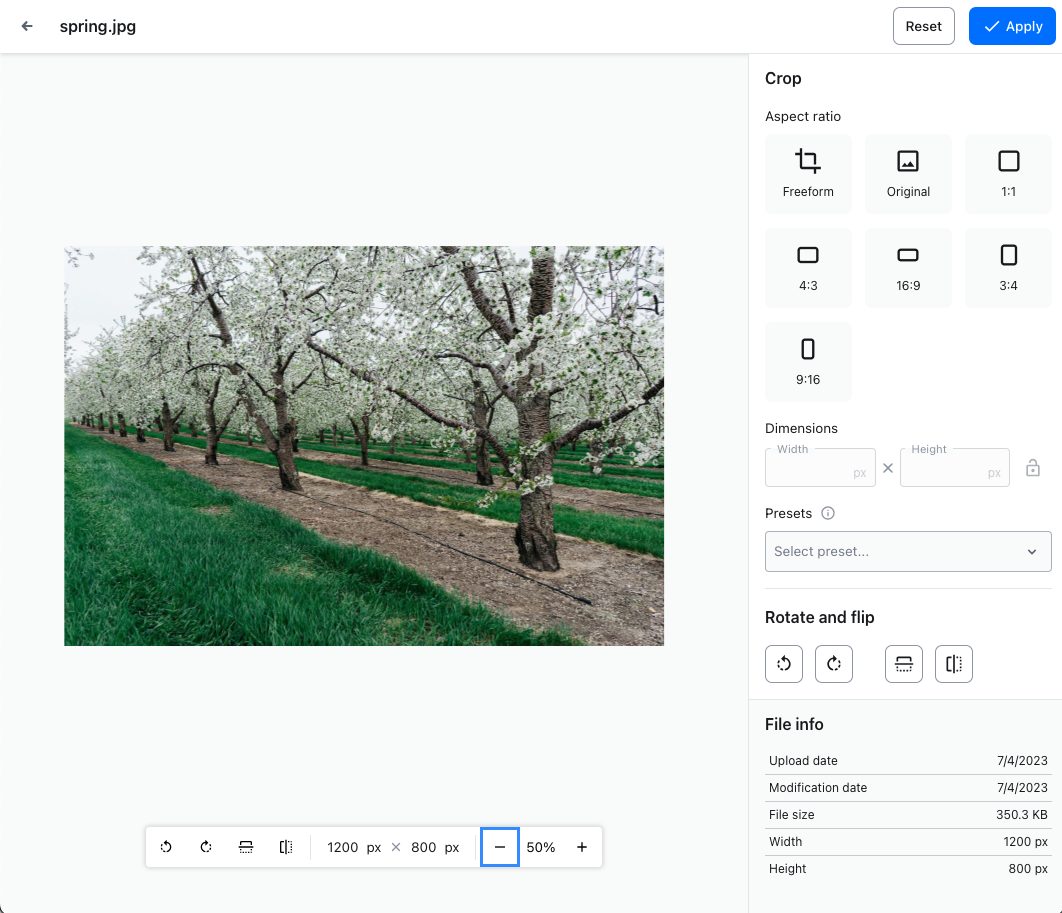 spring.jpg
Reset
Apply
Crop
Aspect ratio
Freeform
Original
1:1
4:3
16:9
3:4
9:16
Dimensions
Width
px
Height
px
Presets
Select preset...
Rotate and flip
File info
Upload date 7/4/2023
Modification date 7/4/2023
File size 350.3 KB
Width 1200 px
Height 800 px
1200 px × 800 px − 50% +